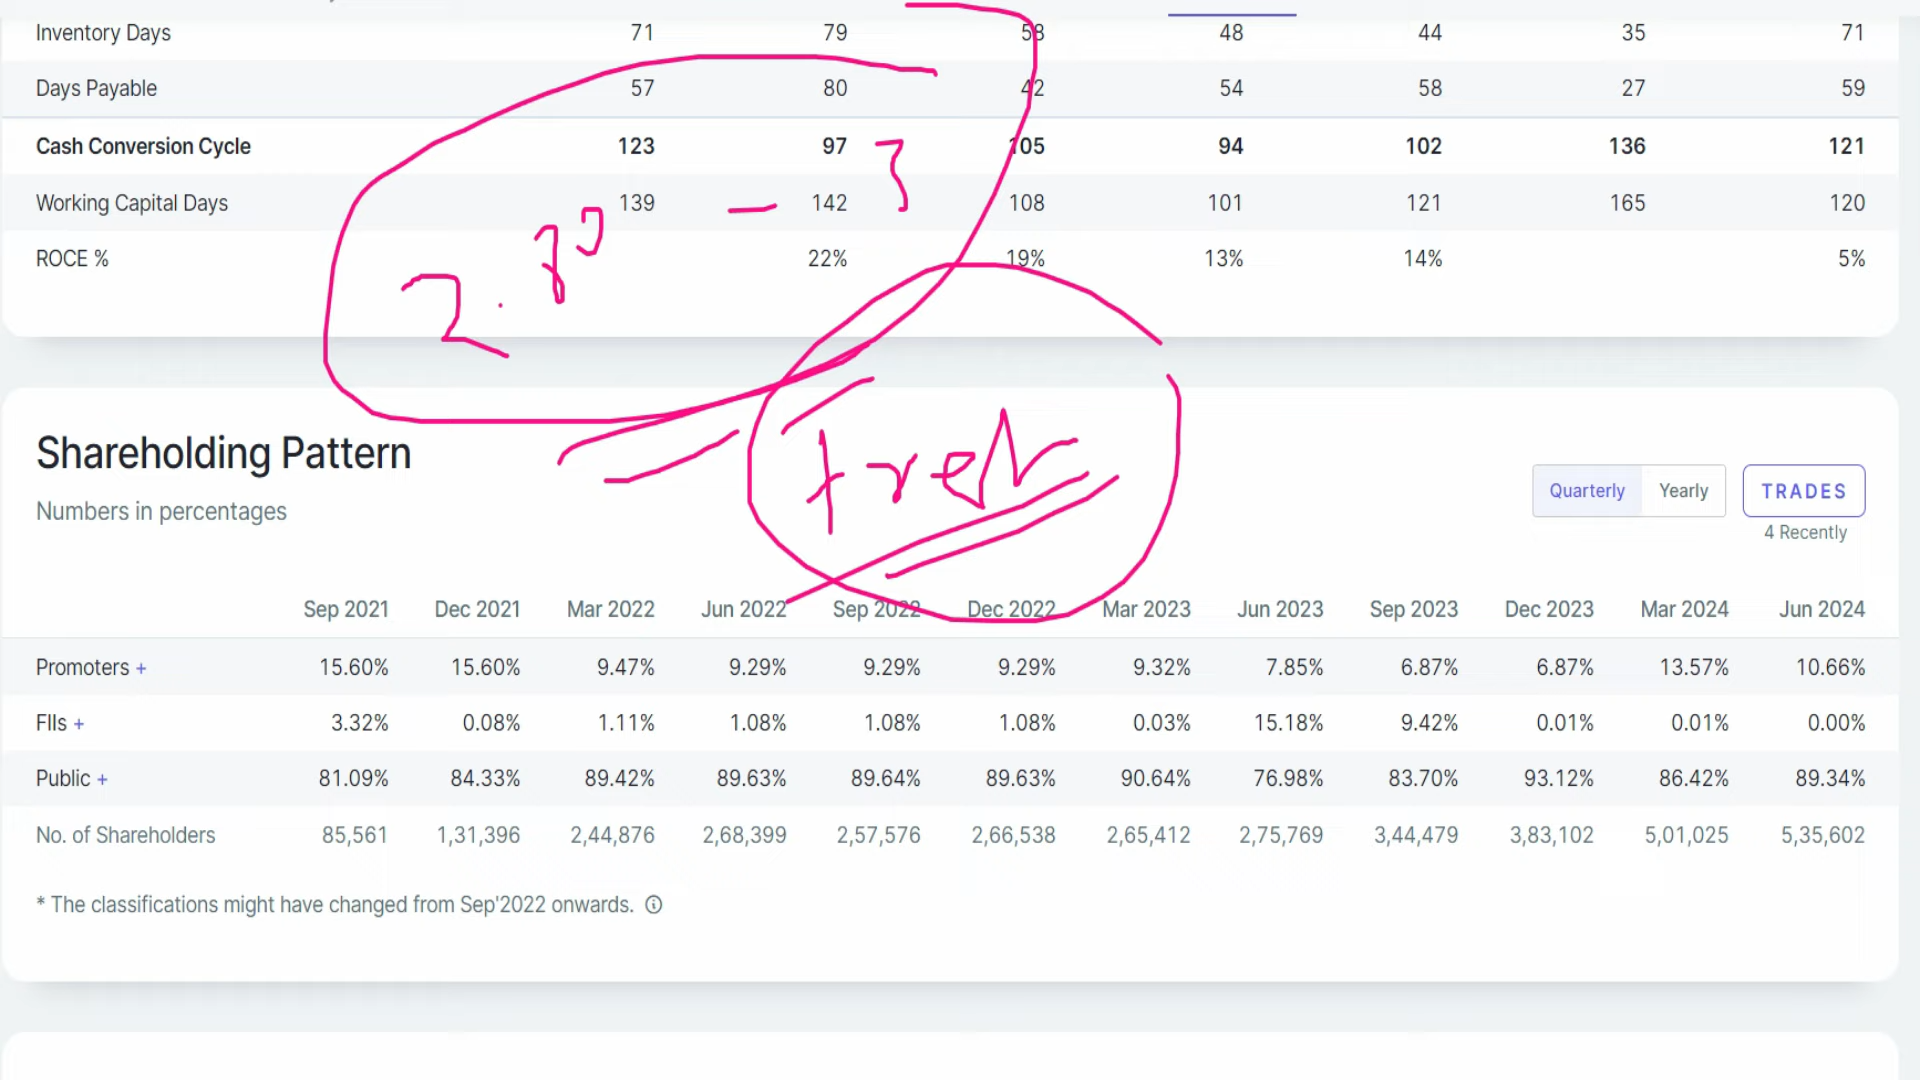 Inventory Days 71 79 58 48 44 35 71
Days Payable 57 80 42 54 58 27 59
Cash Conversion Cycle 123 97 105 94 102 136 121
Working Capital Days 139 142 108 101 121 165 120
ROCE % 22% 19% 13% 14% 5%
Shareholding Pattern
Numbers in percentages
Quarterly Yearly TRADES
4 Recently
Sep 2021 Dec 2021 Mar 2022 Jun 2022 Sep 2022 Dec 2022 Mar 2023 Jun 2023 Sep 2023 Dec 2023 Mar 2024 Jun 2024
Promoters + 15.60% 15.60% 9.47% 9.29% 9.29% 9.29% 9.32% 7.85% 6.87% 6.87% 13.57% 10.66%
FIIs + 3.32% 0.08% 1.11% 1.08% 1.08% 1.08% 0.03% 15.18% 9.42% 0.01% 0.01% 0.00%
Public + 81.09% 84.33% 89.42% 89.63% 89.64% 89.63% 90.64% 76.98% 83.70% 93.12% 86.42% 89.34%
No. of Shareholders 85,561 1,31,396 2,44,876 2,68,399 2,57,576 2,66,538 2,65,412 2,75,769 3,44,479 3,83,102 5,01,025 5,35,602
* The classifications might have changed from Sep'2022 onwards.